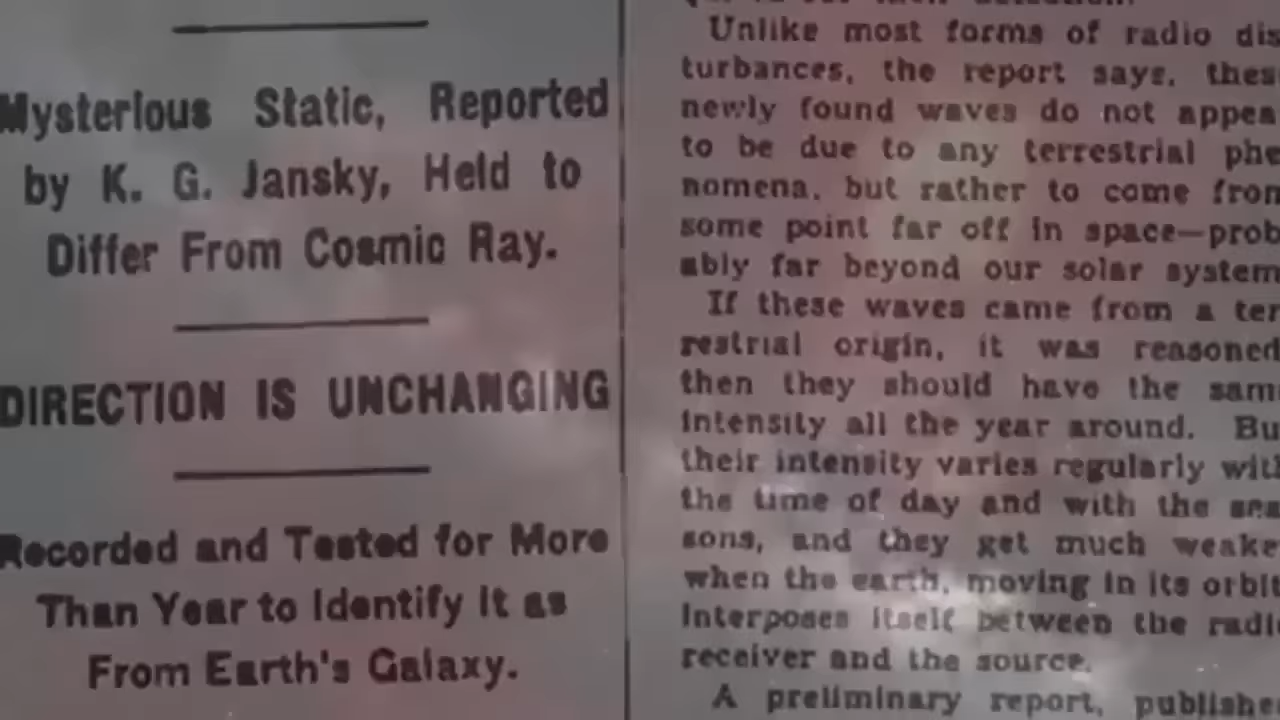 Mysterious Static, Reported
by K. G. Jansky, Held to
Differ From Cosmic Ray.
DIRECTION IS UNCHANGING
Recorded and Tested for More
Than Year to Identify It as
From Earth's Galaxy.
Unlike most forms of radio dis
turbances, the report says, thes
newly found waves do not appea
to be due to any terrestrial phe
nomena, but rather to come from
some point far off in space—prob
ably far beyond our solar system
If these waves came from a ter
restrial origin, it was reasoned
then they should have the sam
intensity all the year around. Bu
their intensity varies regularly with
the time of day and with the sea
sons, and they get much weake
when the earth, moving in its orbit
interposes itself between the radi
receiver and the source.
A preliminary report, publishe